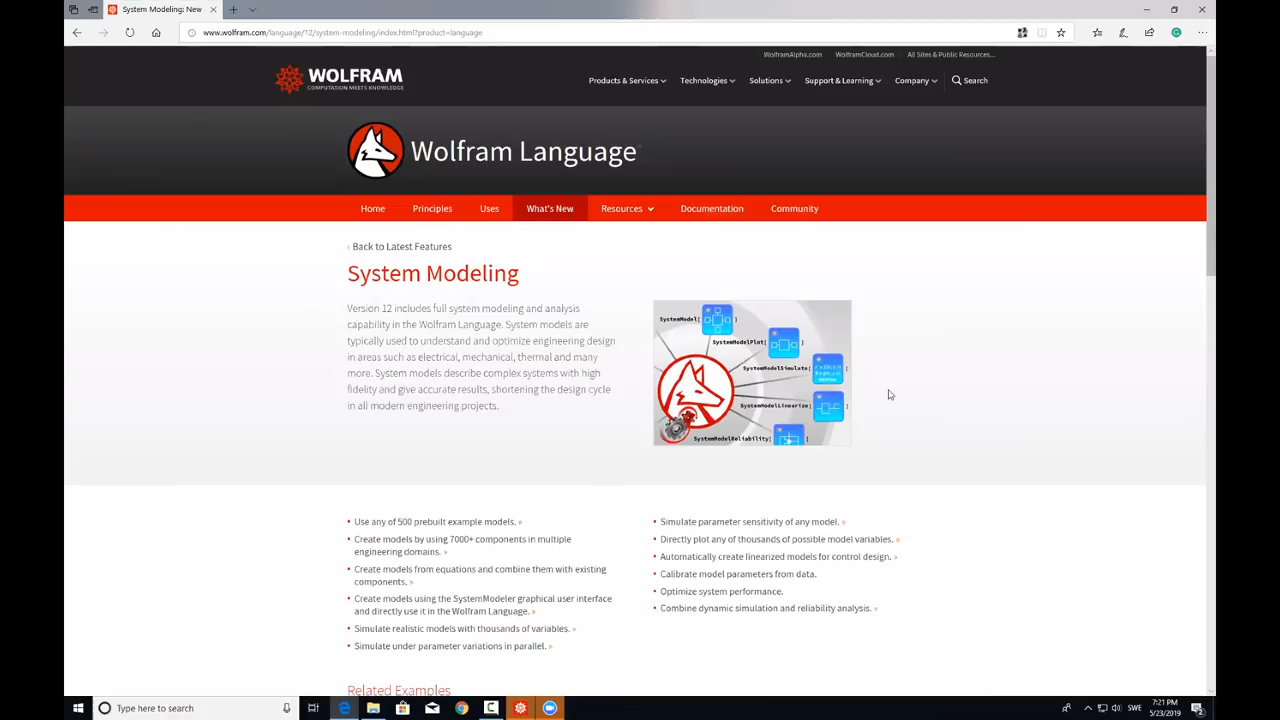 System Modeling: New
www.wolfram.com/language/12/system-modeling/index.html?product=language
WolframAlpha.com WolframCloud.com All Sites & Public Resources...
WOLFRAM
COMPUTATION MEETS KNOWLEDGE
Products & Services Technologies Solutions Support & Learning Company Search
Wolfram Language
Home Principles Uses What's New Resources Documentation Community
‹ Back to Latest Features
System Modeling
Version 12 includes full system modeling and analysis
capability in the Wolfram Language. System models are
typically used to understand and optimize engineering design
in areas such as electrical, mechanical, thermal and many
more. System models describe complex systems with high
fidelity and give accurate results, shortening the design cycle
in all modern engineering projects.
SystemModel[ ]
SystemModelPlot[ ]
SystemModelSimulate[ ]
SystemModelLinearize[ ]
SystemModelReliability[ ]
• Use any of 500 prebuilt example models. »
• Create models by using 7000+ components in multiple
engineering domains. »
• Create models from equations and combine them with existing
components. »
• Create models using the SystemModeler graphical user interface
and directly use it in the Wolfram Language. »
• Simulate realistic models with thousands of variables. »
• Simulate under parameter variations in parallel. »
• Simulate parameter sensitivity of any model. »
• Directly plot any of thousands of possible model variables. »
• Automatically create linearized models for control design. »
• Calibrate model parameters from data.
• Optimize system performance.
• Combine dynamic simulation and reliability analysis. »
Related Examples
Type here to search
SWE
7:21 PM
5/23/2019